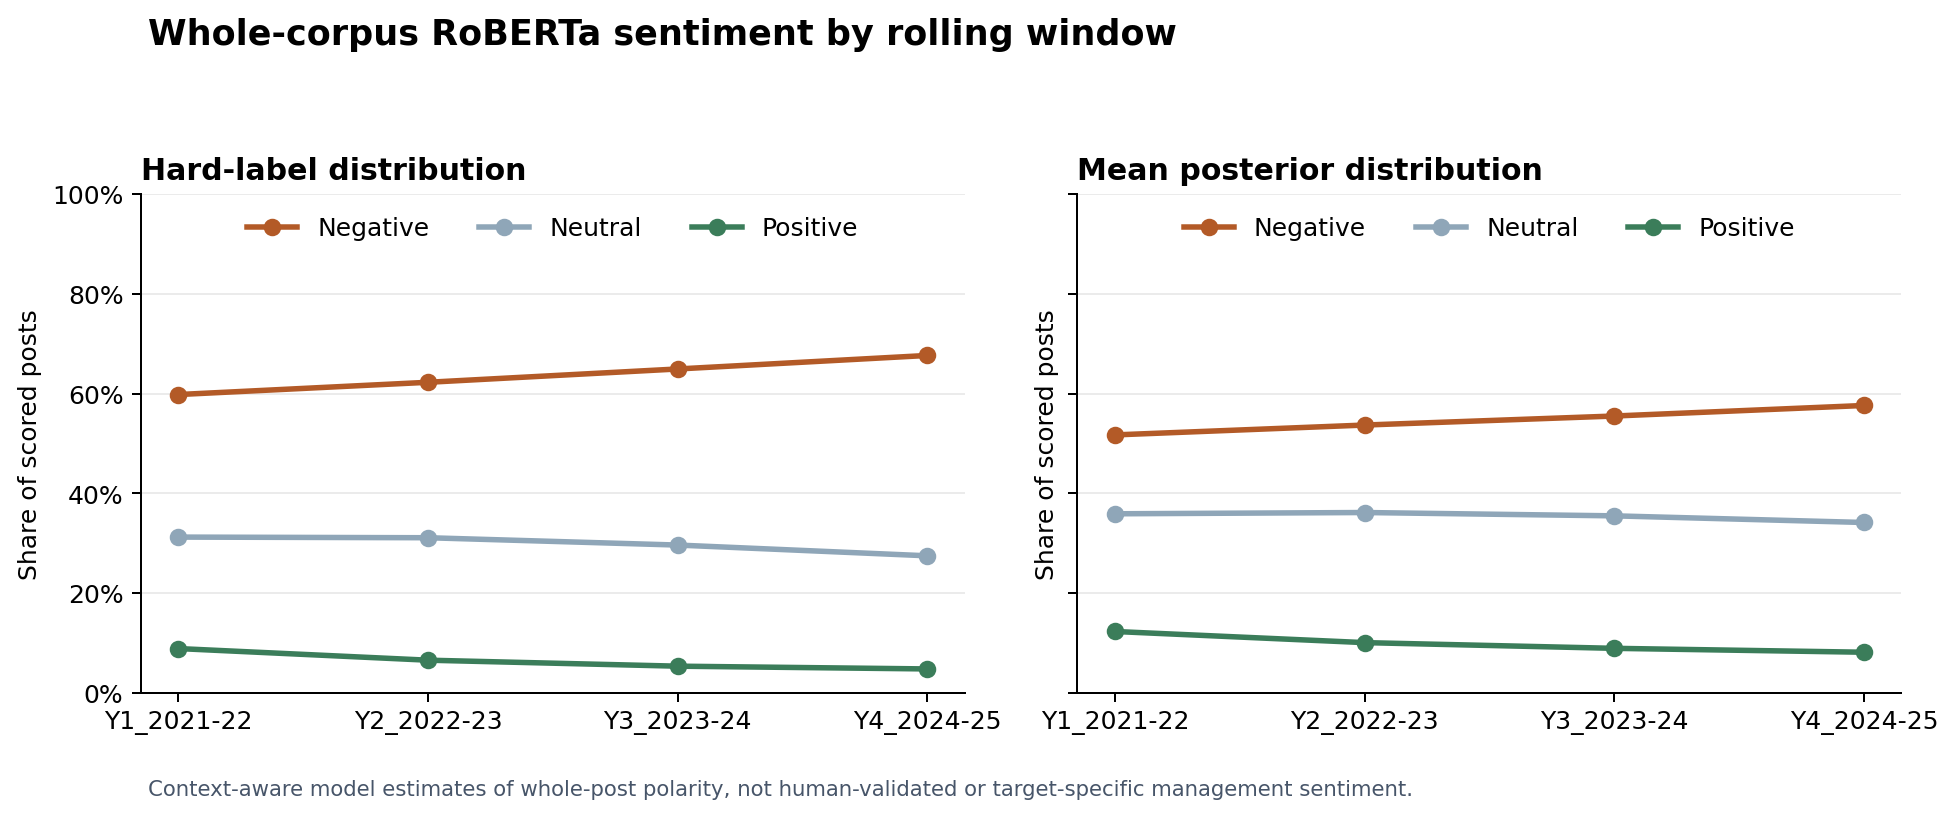 Whole-corpus RoBERTa sentiment by rolling window
Hard-label distribution
Share of scored posts
100%
80%
60%
40%
20%
0%
Negative Neutral Positive
Y1_2021-22 Y2_2022-23 Y3_2023-24 Y4_2024-25
Mean posterior distribution
Share of scored posts
Negative Neutral Positive
Y1_2021-22 Y2_2022-23 Y3_2023-24 Y4_2024-25
Context-aware model estimates of whole-post polarity, not human-validated or target-specific management sentiment.